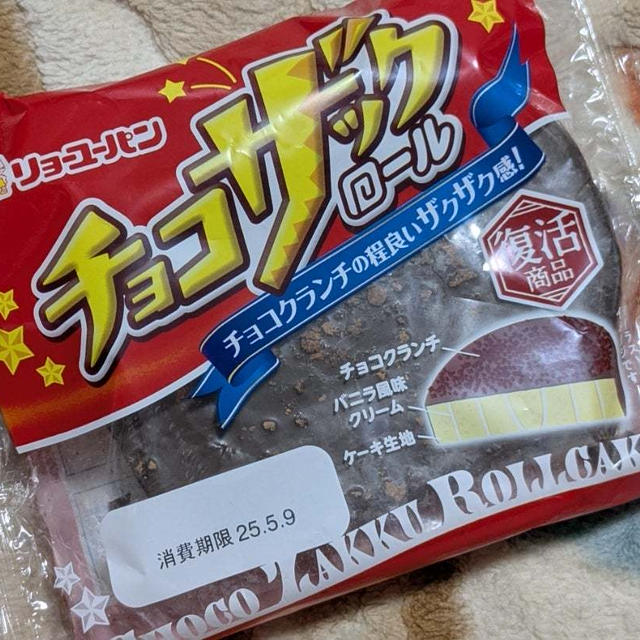 リョーユーパン
チョコザック
ロール
チョコクランチの程良いザクザク感!
復活
商品
チョコクランチ
バニラ風味
クリーム
ケーキ生地
消費期限 25.5.9
CHOCO ZAKKU ROLLCAK